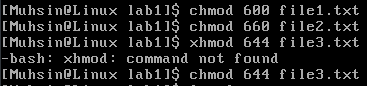 [Muhsin@Linux lab1]$ chmod 600 file1.txt
[Muhsin@Linux lab1]$ chmod 660 file2.txt
[Muhsin@Linux lab1]$ xhmod 644 file3.txt
-bash: xhmod: command not found
[Muhsin@Linux lab1]$ chmod 644 file3.txt